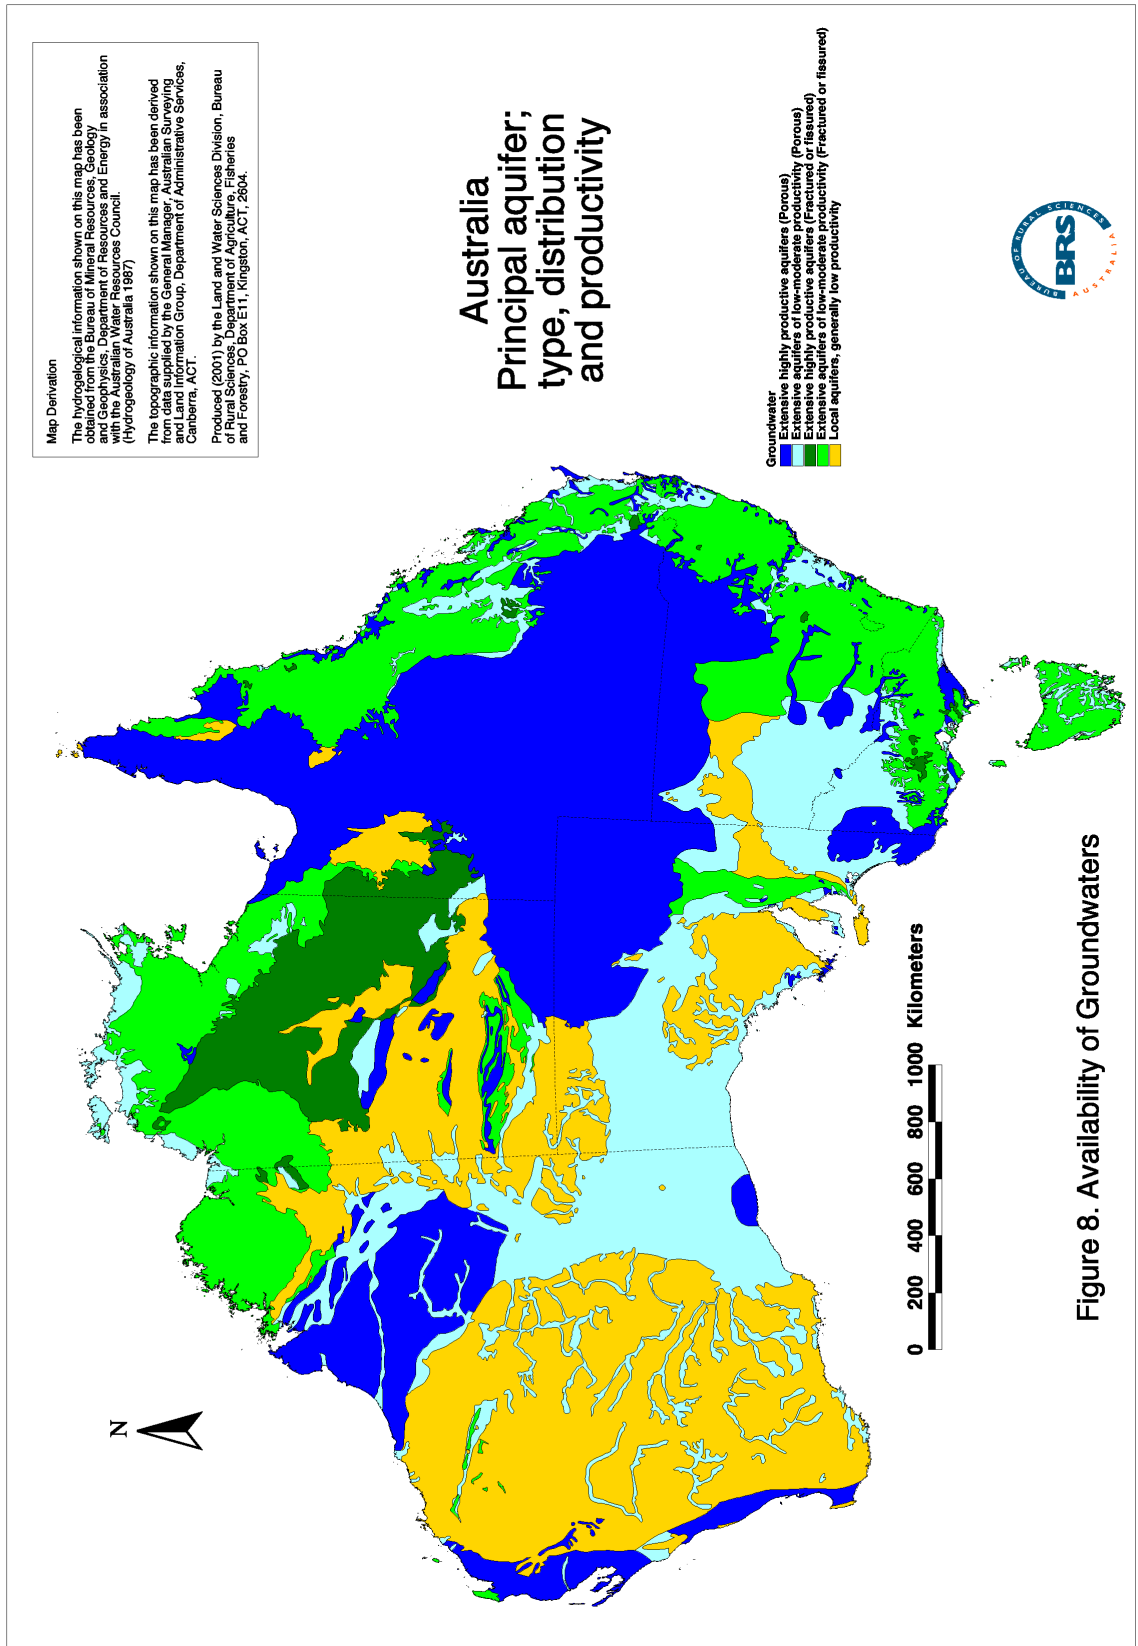 Map Derivation
The hydrogelogical information shown on this map has been
obtained from the Bureau of Mineral Resources, Geology
and Geophysics, Department of Resources and Energy in association
with the Australian Water Resources Council.
(Hydrogeology of Australia 1987)
The topographic information shown on this map has been derived
from data supplied by the General Manager, Australian Surveying
and Land Information Group, Department of Administrative Services,
Canberra, ACT.
Produced (2001) by the Land and Water Sciences Division, Bureau
of Rural Sciences, Department of Agriculture, Fisheries
and Forestry, PO Box E11, Kingston, ACT, 2604.
Australia
Principal aquifer;
type, distribution
and productivity
Groundwater
Extensive highly productive aquifers (Porous)
Extensive aquifers of low-moderate productivity (Porous)
Extensive highly productive aquifers (Fractured or fissured)
Extensive aquifers of low-moderate productivity (Fractured or fissured)
Local aquifers, generally low productivity
BUREAU OF RURAL SCIENCES
BRS
AUSTRALIA
N
0 200 400 600 800 1000 Kilometers
Figure 8. Availability of Groundwaters